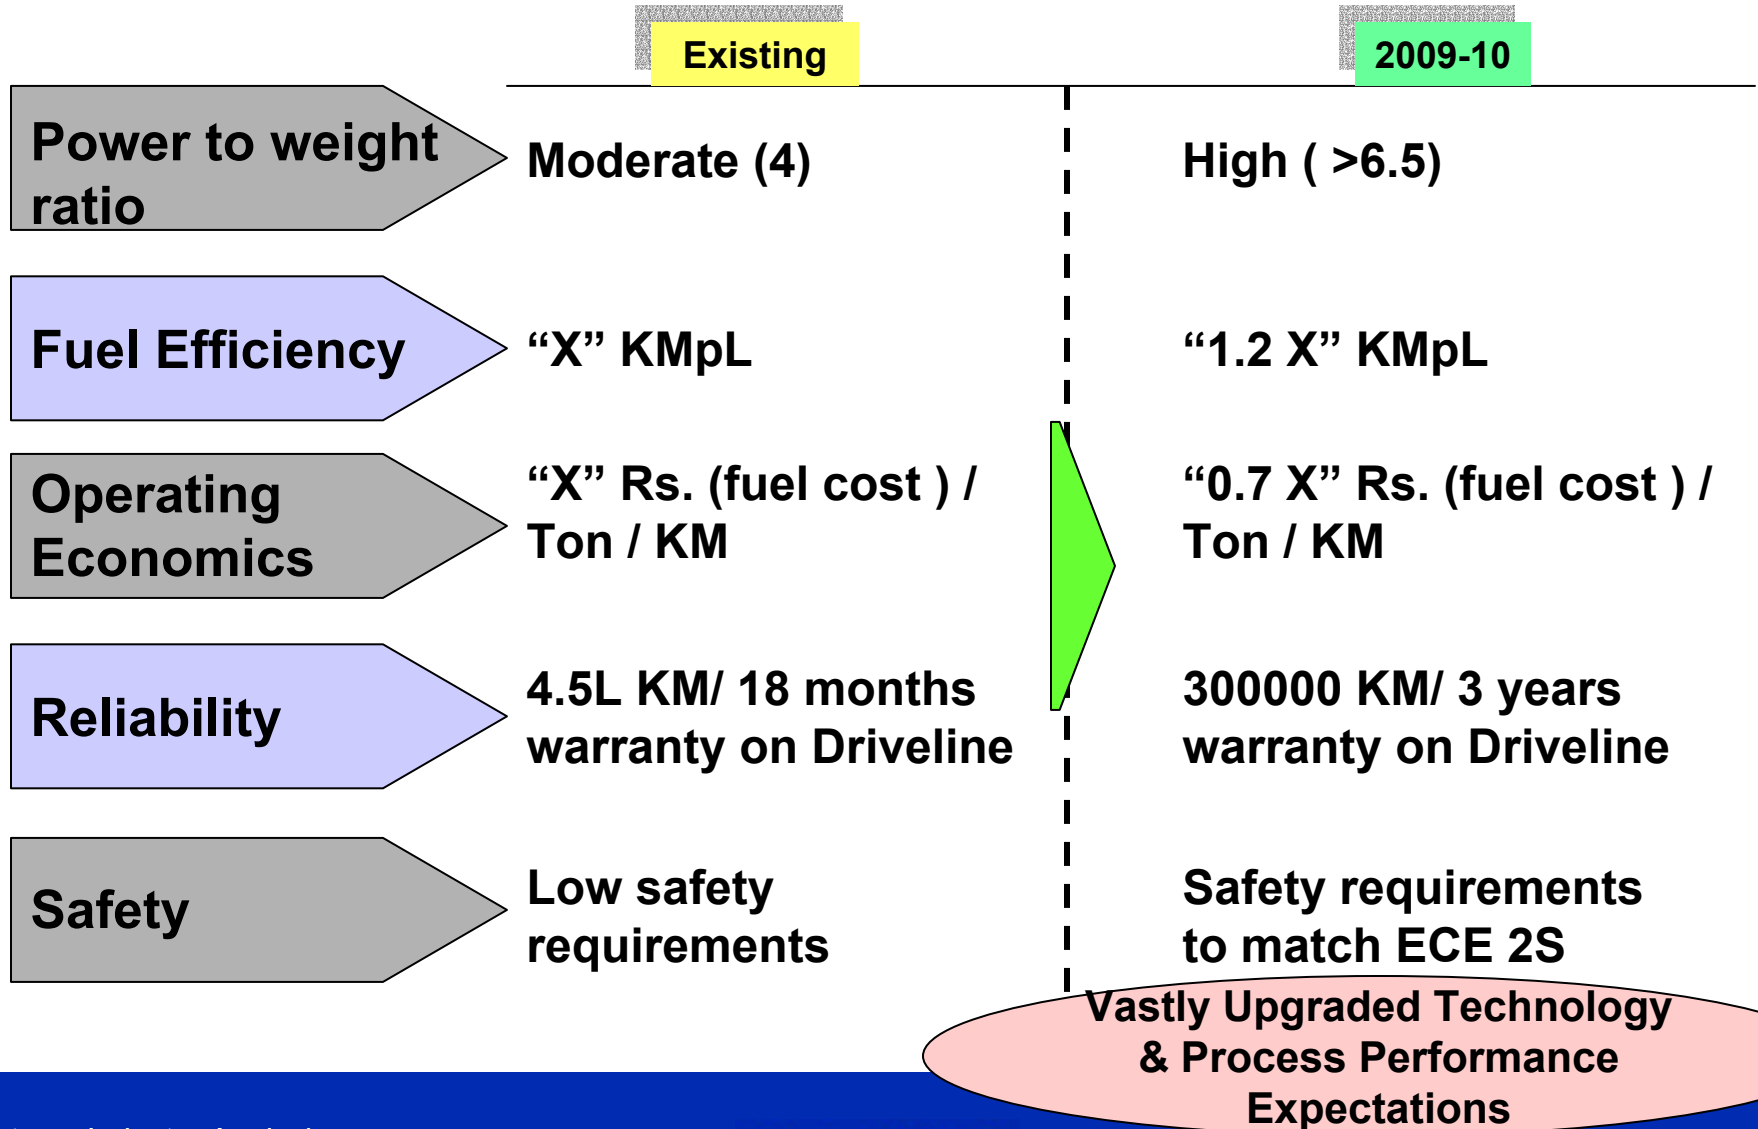 Existing
2009-10
Power to weight
ratio
Moderate (4)
High ( >6.5)
Fuel Efficiency
“X” KMpL
“1.2 X” KMpL
Operating
Economics
“X” Rs. (fuel cost ) /
Ton / KM
“0.7 X” Rs. (fuel cost ) /
Ton / KM
Reliability
4.5L KM/ 18 months
warranty on Driveline
300000 KM/ 3 years
warranty on Driveline
Safety
Low safety
requirements
Safety requirements
to match ECE 2S
Vastly Upgraded Technology
& Process Performance
Expectations